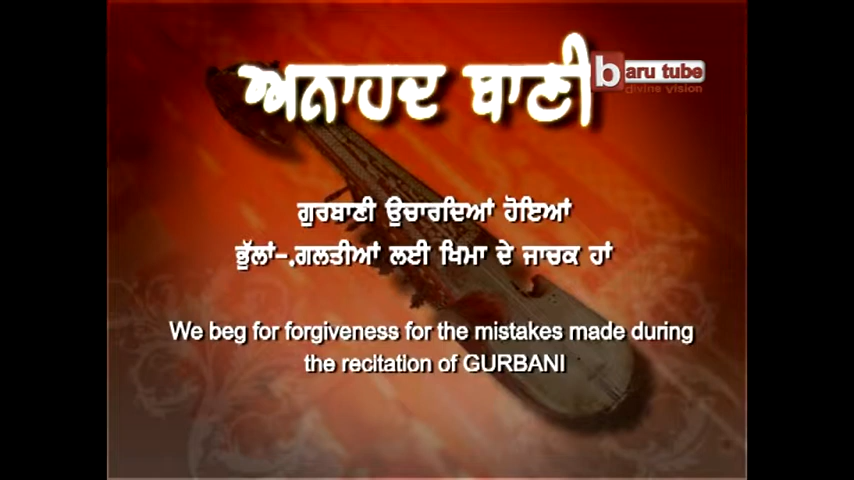 ਅਨਾਹਦ ਬਾਣੀ
baru tube
divine vision
ਗੁਰਬਾਣੀ ਉਚਾਰਦਿਆਂ ਹੋਇਆਂ
ਭੁੱਲਾਂ-ਗ਼ਲਤੀਆਂ ਲਈ ਖਿਮਾ ਦੇ ਜਾਚਕ ਹਾਂ
We beg for forgiveness for the mistakes made during
the recitation of GURBANI